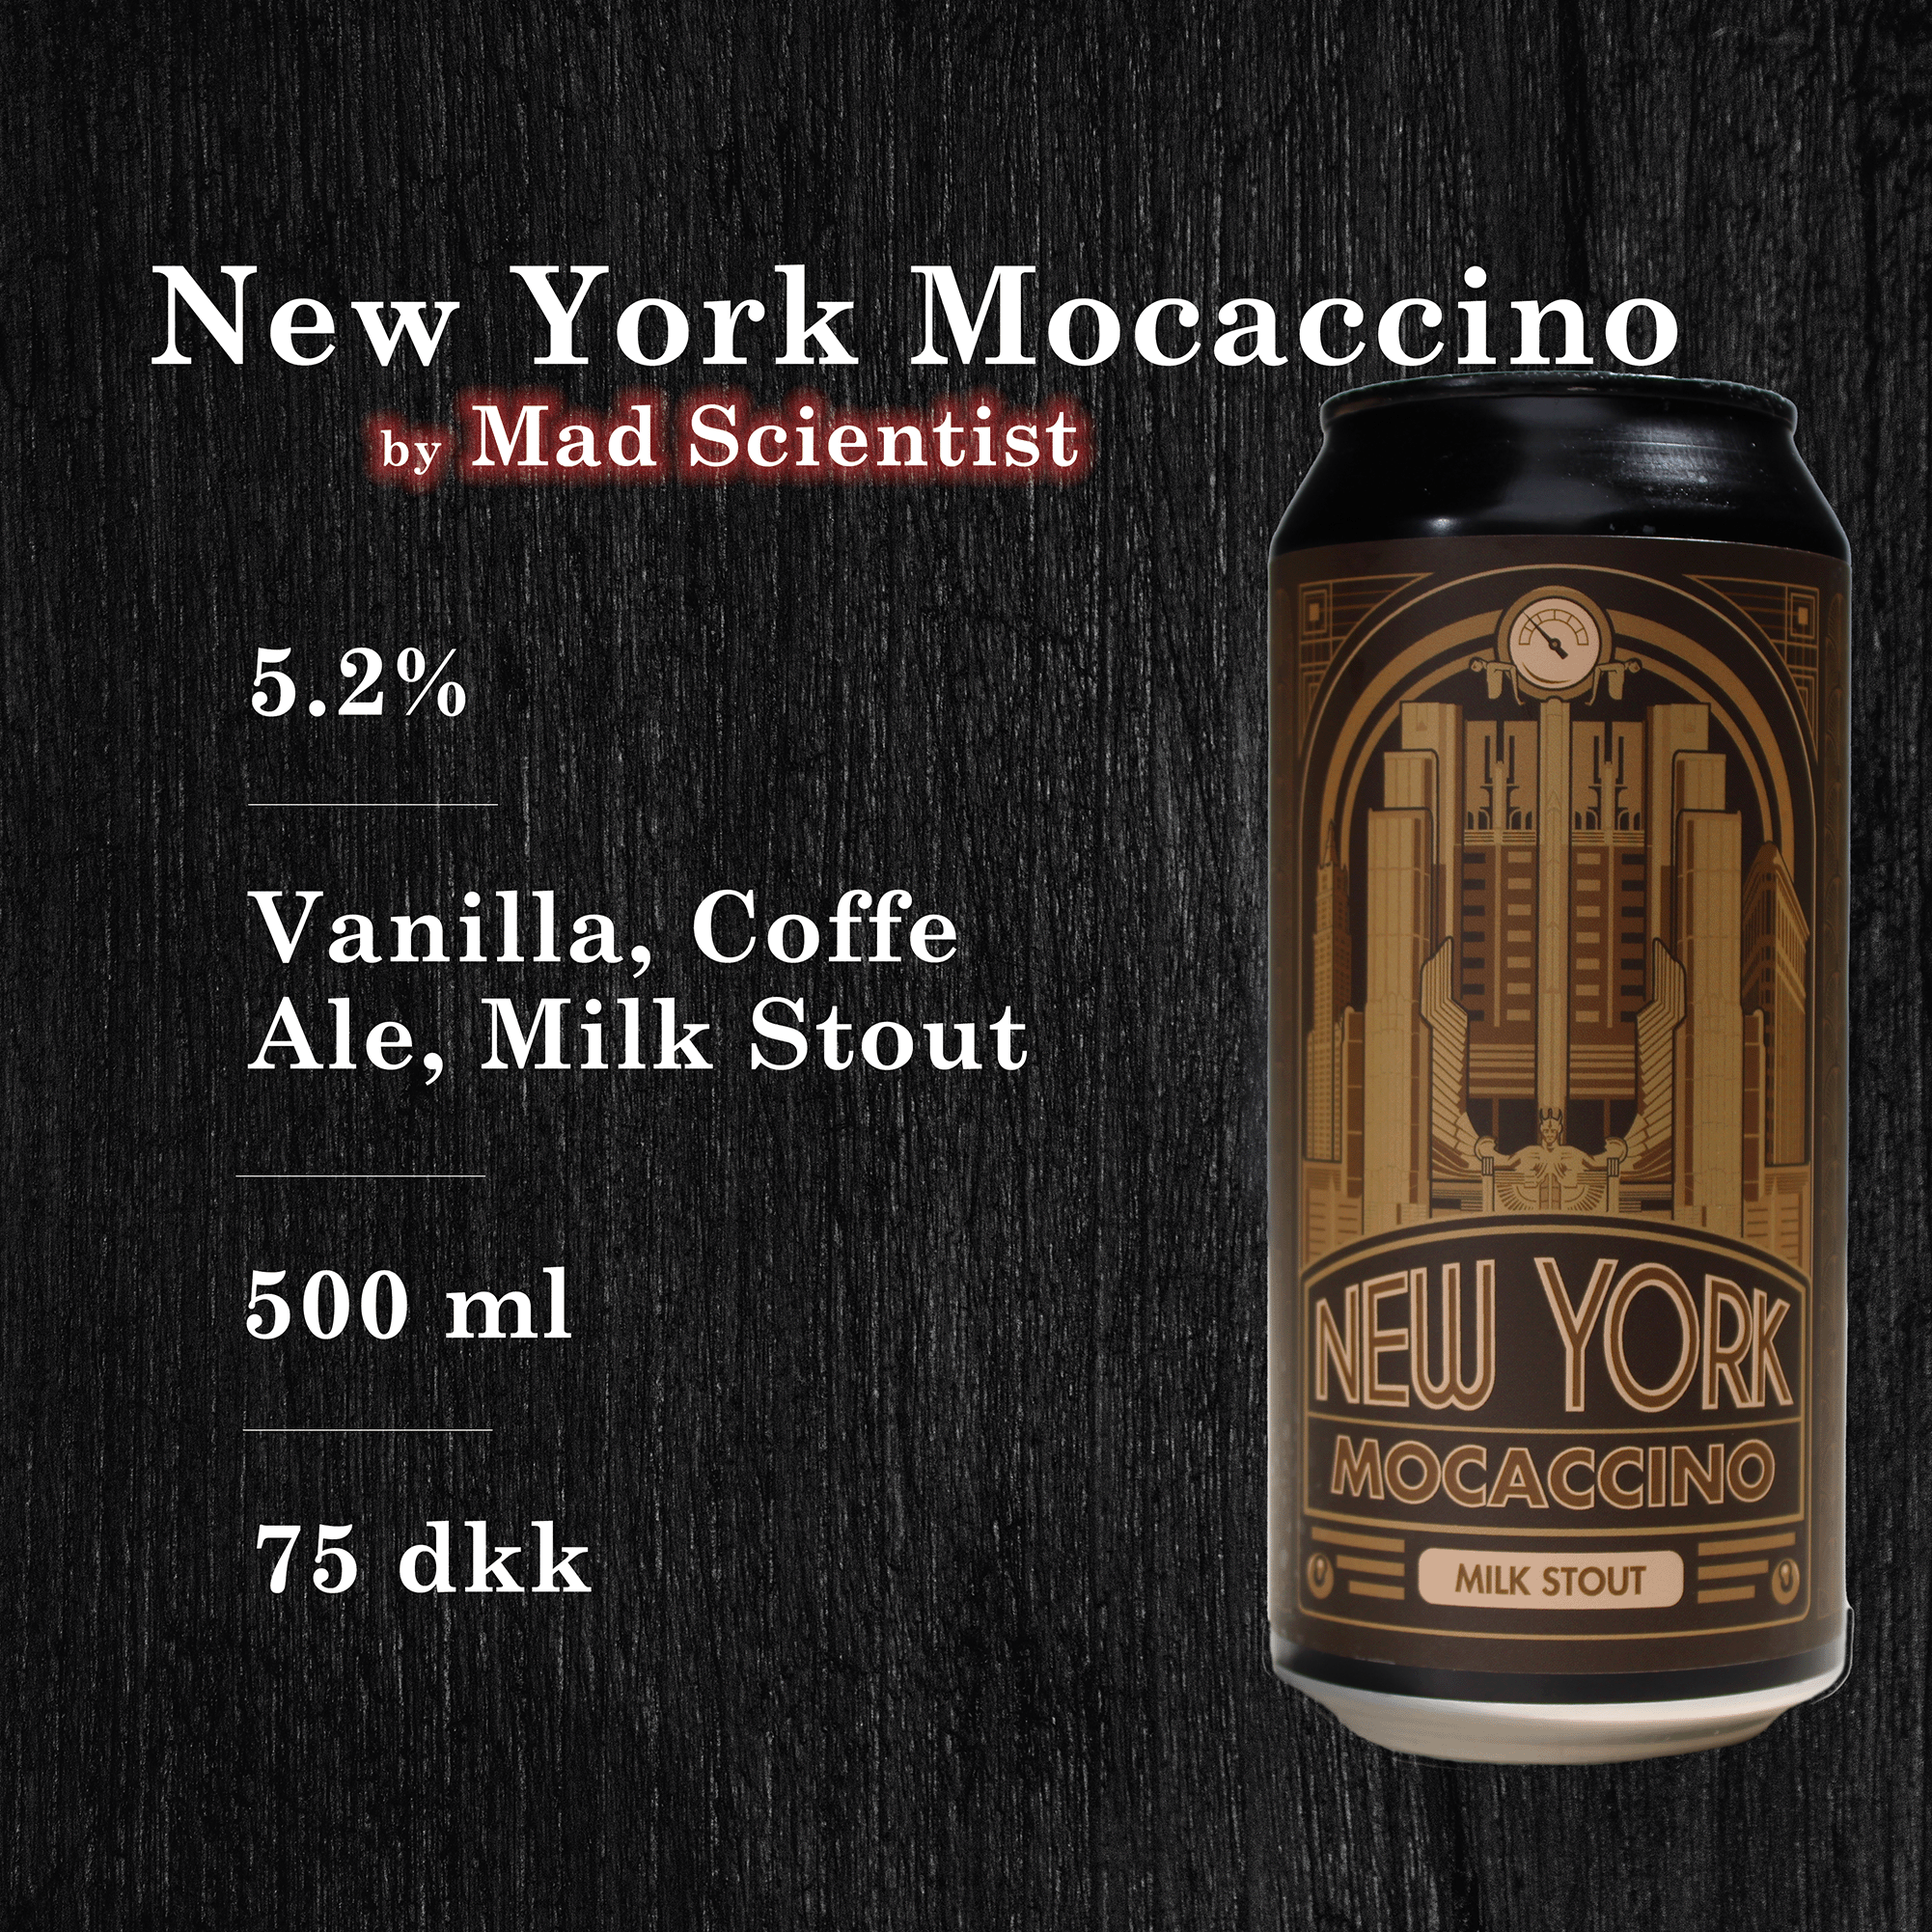 New York Mocaccino
by Mad Scientist
5.2%
Vanilla, Coffe
Ale, Milk Stout
500 ml
75 dkk
NEW YORK
MOCACCINO
MILK STOUT